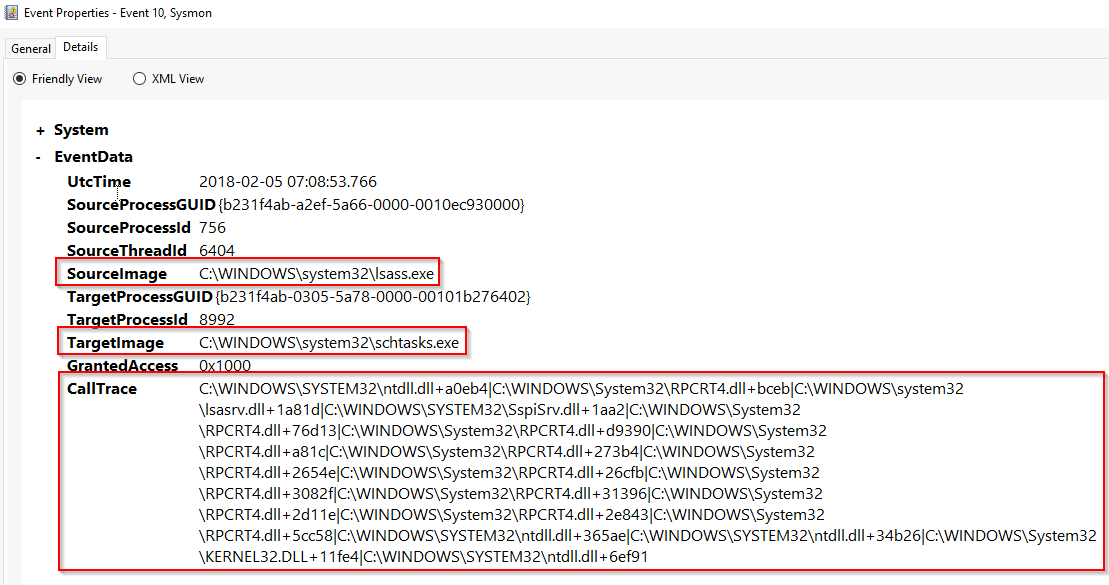 Event Properties - Event 10, Sysmon
General Details
Friendly View XML View
+ System
- EventData
UtcTime 2018-02-05 07:08:53.766
SourceProcessGUID {b231f4ab-a2ef-5a66-0000-0010ec930000}
SourceProcessId 756
SourceThreadId 6404
SourceImage C:\WINDOWS\system32\lsass.exe
TargetProcessGUID {b231f4ab-0305-5a78-0000-00101b276402}
TargetProcessId 8992
TargetImage C:\WINDOWS\system32\schtasks.exe
GrantedAccess 0x1000
CallTrace C:\WINDOWS\SYSTEM32\ntdll.dll+a0eb4|C:\WINDOWS\System32\RPCRT4.dll+bceb|C:\WINDOWS\system32
\lsasrv.dll+1a81d|C:\WINDOWS\SYSTEM32\SspiSrv.dll+1aa2|C:\WINDOWS\System32
\RPCRT4.dll+76d13|C:\WINDOWS\System32\RPCRT4.dll+d9390|C:\WINDOWS\System32
\RPCRT4.dll+a81c|C:\WINDOWS\System32\RPCRT4.dll+273b4|C:\WINDOWS\System32
\RPCRT4.dll+2654e|C:\WINDOWS\System32\RPCRT4.dll+26cfb|C:\WINDOWS\System32
\RPCRT4.dll+3082f|C:\WINDOWS\System32\RPCRT4.dll+31396|C:\WINDOWS\System32
\RPCRT4.dll+2d11e|C:\WINDOWS\System32\RPCRT4.dll+2e843|C:\WINDOWS\System32
\RPCRT4.dll+5cc58|C:\WINDOWS\SYSTEM32\ntdll.dll+365ae|C:\WINDOWS\SYSTEM32\ntdll.dll+34b26|C:\WINDOWS\System32
\KERNEL32.DLL+11fe4|C:\WINDOWS\SYSTEM32\ntdll.dll+6ef91